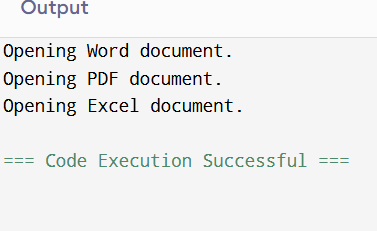 Output
Opening Word document.
Opening PDF document.
Opening Excel document.
=== Code Execution Successful ===